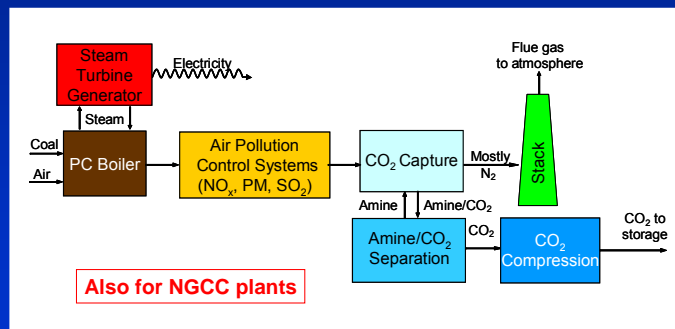 Steam
Turbine
Generator
Electricity
Flue gas
to atmosphere
Steam
Coal
Air
PC Boiler
Air Pollution
Control Systems
(NOx, PM, SO2)
CO2 Capture
Mostly
N2
Stack
Amine
Amine/CO2
Amine/CO2
Separation
CO2
CO2
Compression
CO2 to
storage
Also for NGCC plants